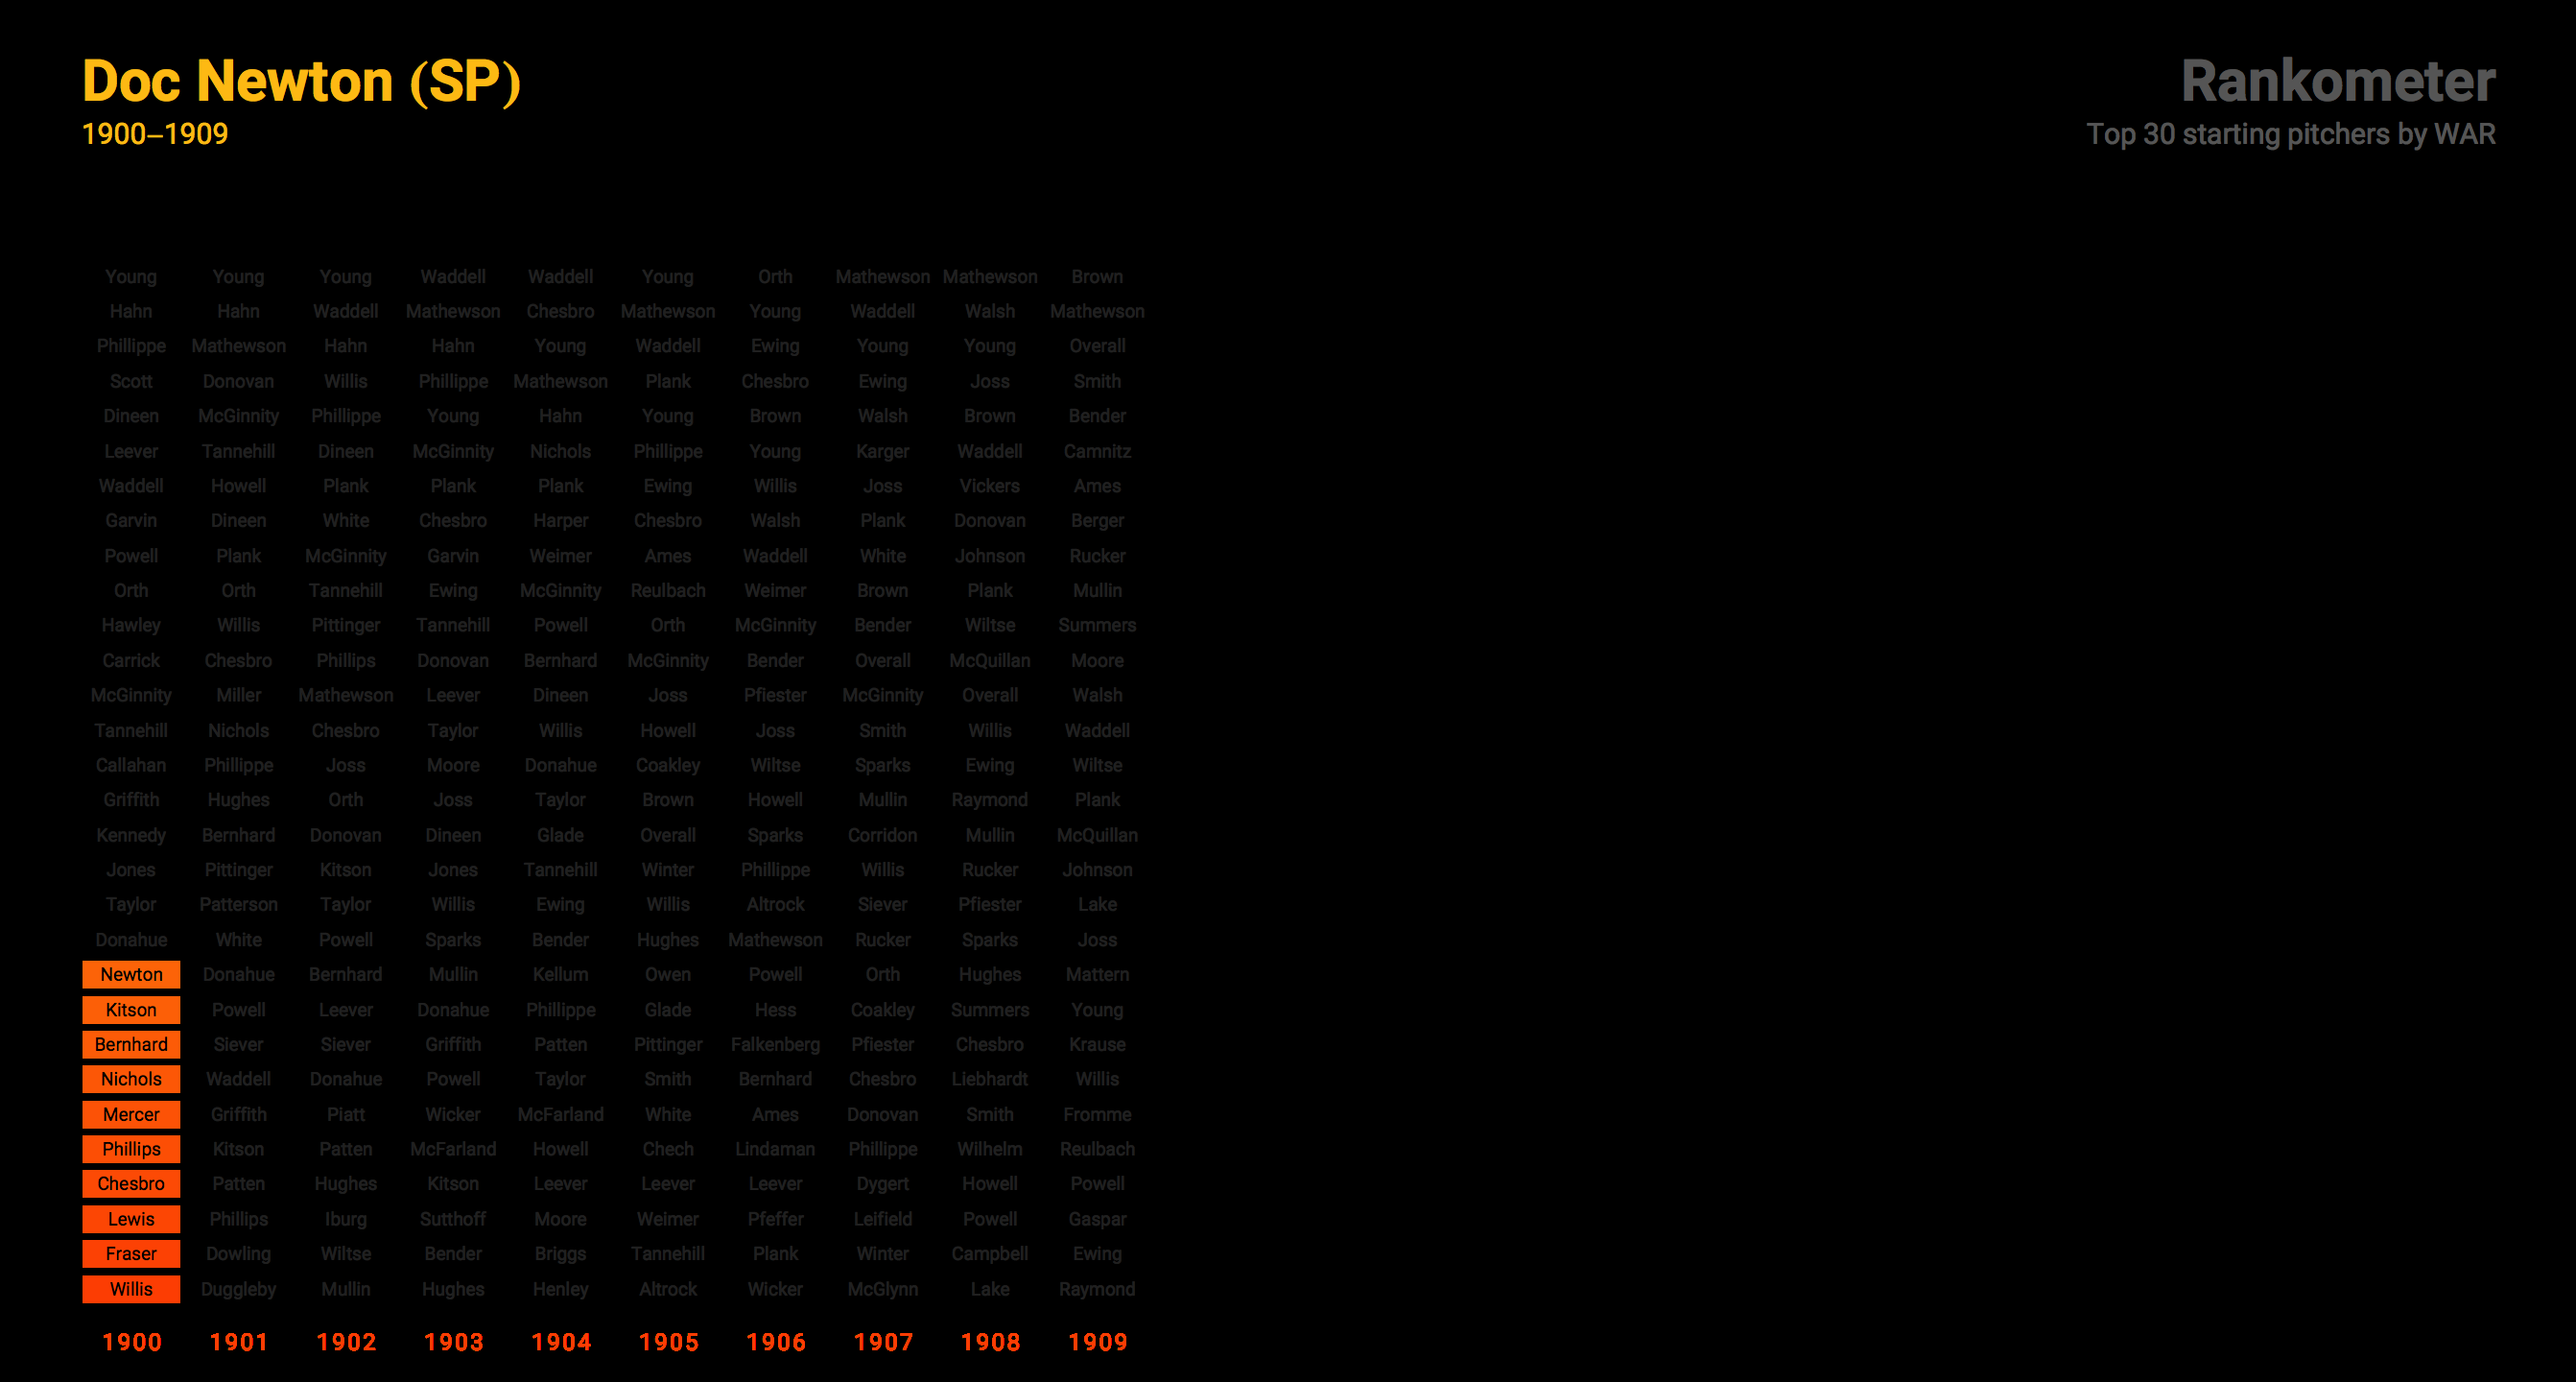 Doc Newton (SP)
1900–1909
Rankometer
Top 30 starting pitchers by WAR
Young Young Young Waddell Waddell Young Orth Mathewson Mathewson Brown
Hahn Hahn Waddell Mathewson Chesbro Mathewson Young Waddell Walsh Mathewson
Phillippe Mathewson Hahn Hahn Young Waddell Ewing Young Young Overall
Scott Donovan Willis Phillippe Mathewson Plank Chesbro Ewing Joss Smith
Dineen McGinnity Phillippe Young Hahn Young Brown Walsh Brown Bender
Leever Tannehill Dineen McGinnity Nichols Phillippe Young Karger Waddell Camnitz
Waddell Howell Plank Plank Plank Ewing Willis Joss Vickers Ames
Garvin Dineen White Chesbro Harper Chesbro Walsh Plank Donovan Berger
Powell Plank McGinnity Garvin Weimer Ames Waddell White Johnson Rucker
Orth Orth Tannehill Ewing McGinnity Reulbach Weimer Brown Plank Mullin
Hawley Willis Pittinger Tannehill Powell Orth McGinnity Bender Wiltse Summers
Carrick Chesbro Phillips Donovan Bernhard McGinnity Bender Overall McQuillan Moore
McGinnity Miller Mathewson Leever Dineen Joss Pfiester McGinnity Overall Walsh
Tannehill Nichols Chesbro Taylor Willis Howell Joss Smith Willis Waddell
Callahan Phillippe Joss Moore Donahue Coakley Wiltse Sparks Ewing Wiltse
Griffith Hughes Orth Joss Taylor Brown Howell Mullin Raymond Plank
Kennedy Bernhard Donovan Dineen Glade Overall Sparks Corridon Mullin McQuillan
Jones Pittinger Kitson Jones Tannehill Winter Phillippe Willis Rucker Johnson
Taylor Patterson Taylor Willis Ewing Willis Altrock Siever Pfiester Lake
Donahue White Powell Sparks Bender Hughes Mathewson Rucker Sparks Joss
Newton Donahue Bernhard Mullin Kellum Owen Powell Orth Hughes Mattern
Kitson Powell Leever Donahue Phillippe Glade Hess Coakley Summers Young
Bernhard Siever Siever Griffith Patten Pittinger Falkenberg Pfiester Chesbro Krause
Nichols Waddell Donahue Powell Taylor Smith Bernhard Chesbro Liebhardt Willis
Mercer Griffith Piatt Wicker McFarland White Ames Donovan Smith Fromme
Phillips Kitson Patten McFarland Howell Chech Lindaman Phillippe Wilhelm Reulbach
Chesbro Patten Hughes Kitson Leever Leever Leever Dygert Howell Powell
Lewis Phillips Iburg Sutthoff Moore Weimer Pfeffer Leifield Powell Gaspar
Fraser Dowling Wiltse Bender Briggs Tannehill Plank Winter Campbell Ewing
Willis Duggleby Mullin Hughes Henley Altrock Wicker McGlynn Lake Raymond
1900 1901 1902 1903 1904 1905 1906 1907 1908 1909